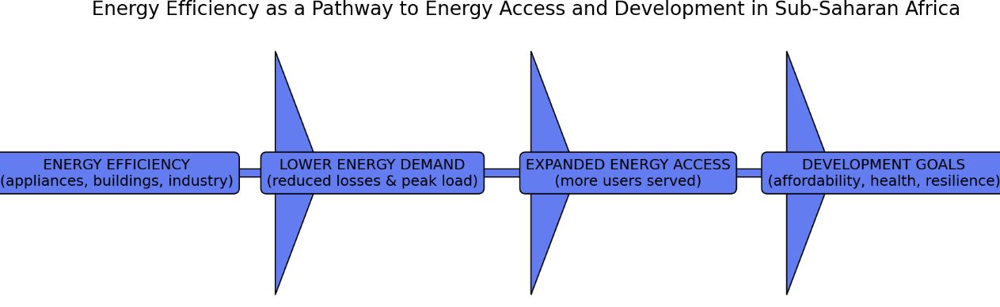 Energy Efficiency as a Pathway to Energy Access and Development in Sub-Saharan Africa
ENERGY EFFICIENCY
(appliances, buildings, industry)
LOWER ENERGY DEMAND
(reduced losses & peak load)
EXPANDED ENERGY ACCESS
(more users served)
DEVELOPMENT GOALS
(affordability, health, resilience)